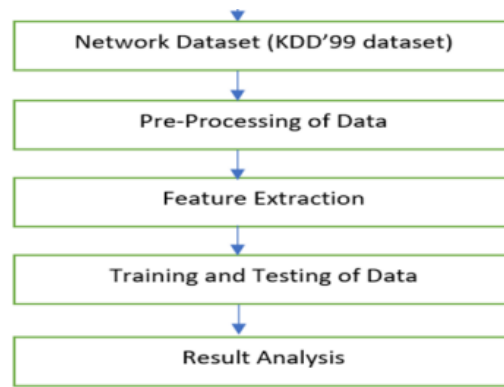 Network Dataset (KDD’99 dataset)
Pre-Processing of Data
Feature Extraction
Training and Testing of Data
Result Analysis